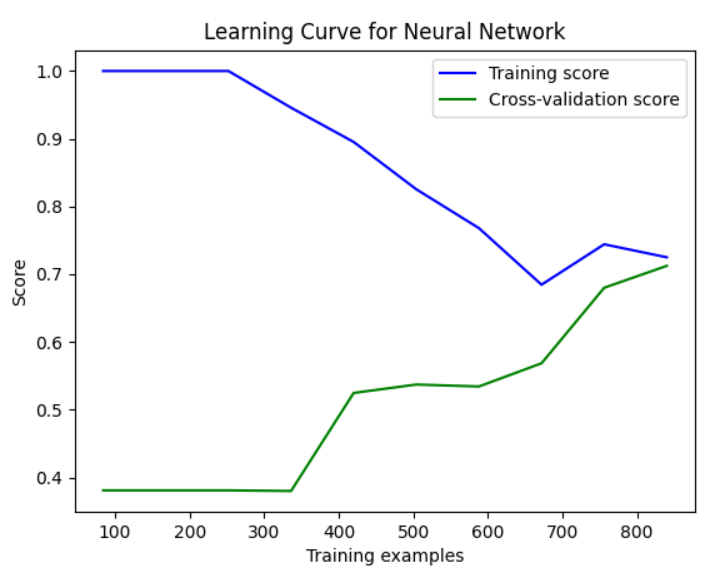 Learning Curve for Neural Network
Training score
Cross-validation score
1.0
0.9
0.8
0.7
0.6
0.5
0.4
Score
100 200 300 400 500 600 700 800
Training examples